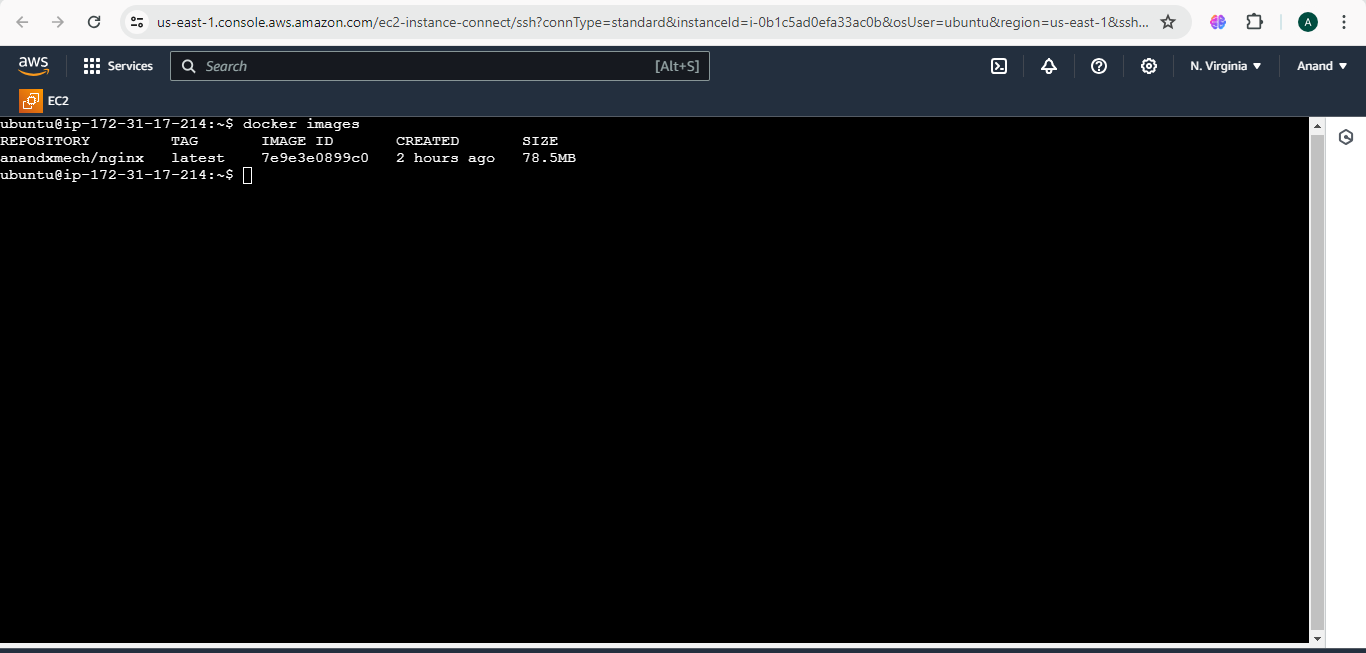 us-east-1.console.aws.amazon.com/ec2-instance-connect/ssh?connType=standard&instanceId=i-0b1c5ad0efa33ac0b&osUser=ubuntu&region=us-east-1&ssh...
A
aws
Services
Search
[Alt+S]
N. Virginia
Anand
EC2
ubuntu@ip-172-31-17-214:~$ docker images
REPOSITORY TAG IMAGE ID CREATED SIZE
anandxmech/nginx latest 7e9e3e0899c0 2 hours ago 78.5MB
ubuntu@ip-172-31-17-214:~$